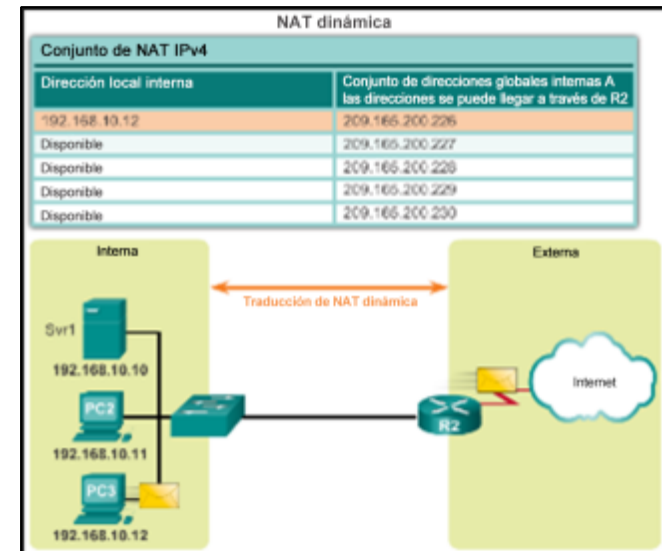 NAT dinámica
Conjunto de NAT IPv4
Dirección local interna
Conjunto de direcciones globales internas A
las direcciones se puede llegar a través de R2
192.168.10.12
209.165.200.226
Disponible
209.165.200.227
Disponible
209.165.200.228
Disponible
209.165.200.229
Disponible
209.165.200.230
Interna
Externa
Traducción de NAT dinámica
Svr1
192.168.10.10
Internet
PC2
R2
192.168.10.11
PC3
192.168.10.12